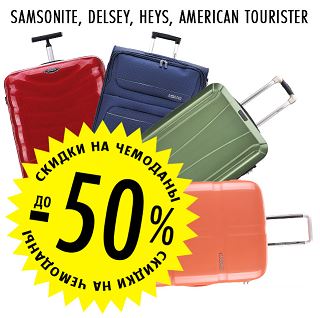 SAMSONITE, DELSEY, HEYS, AMERICAN TOURISTER
СКИДКИ НА ЧЕМОДАНЫ
ДО -50%
СКИДКИ НА ЧЕМОДАНЫ